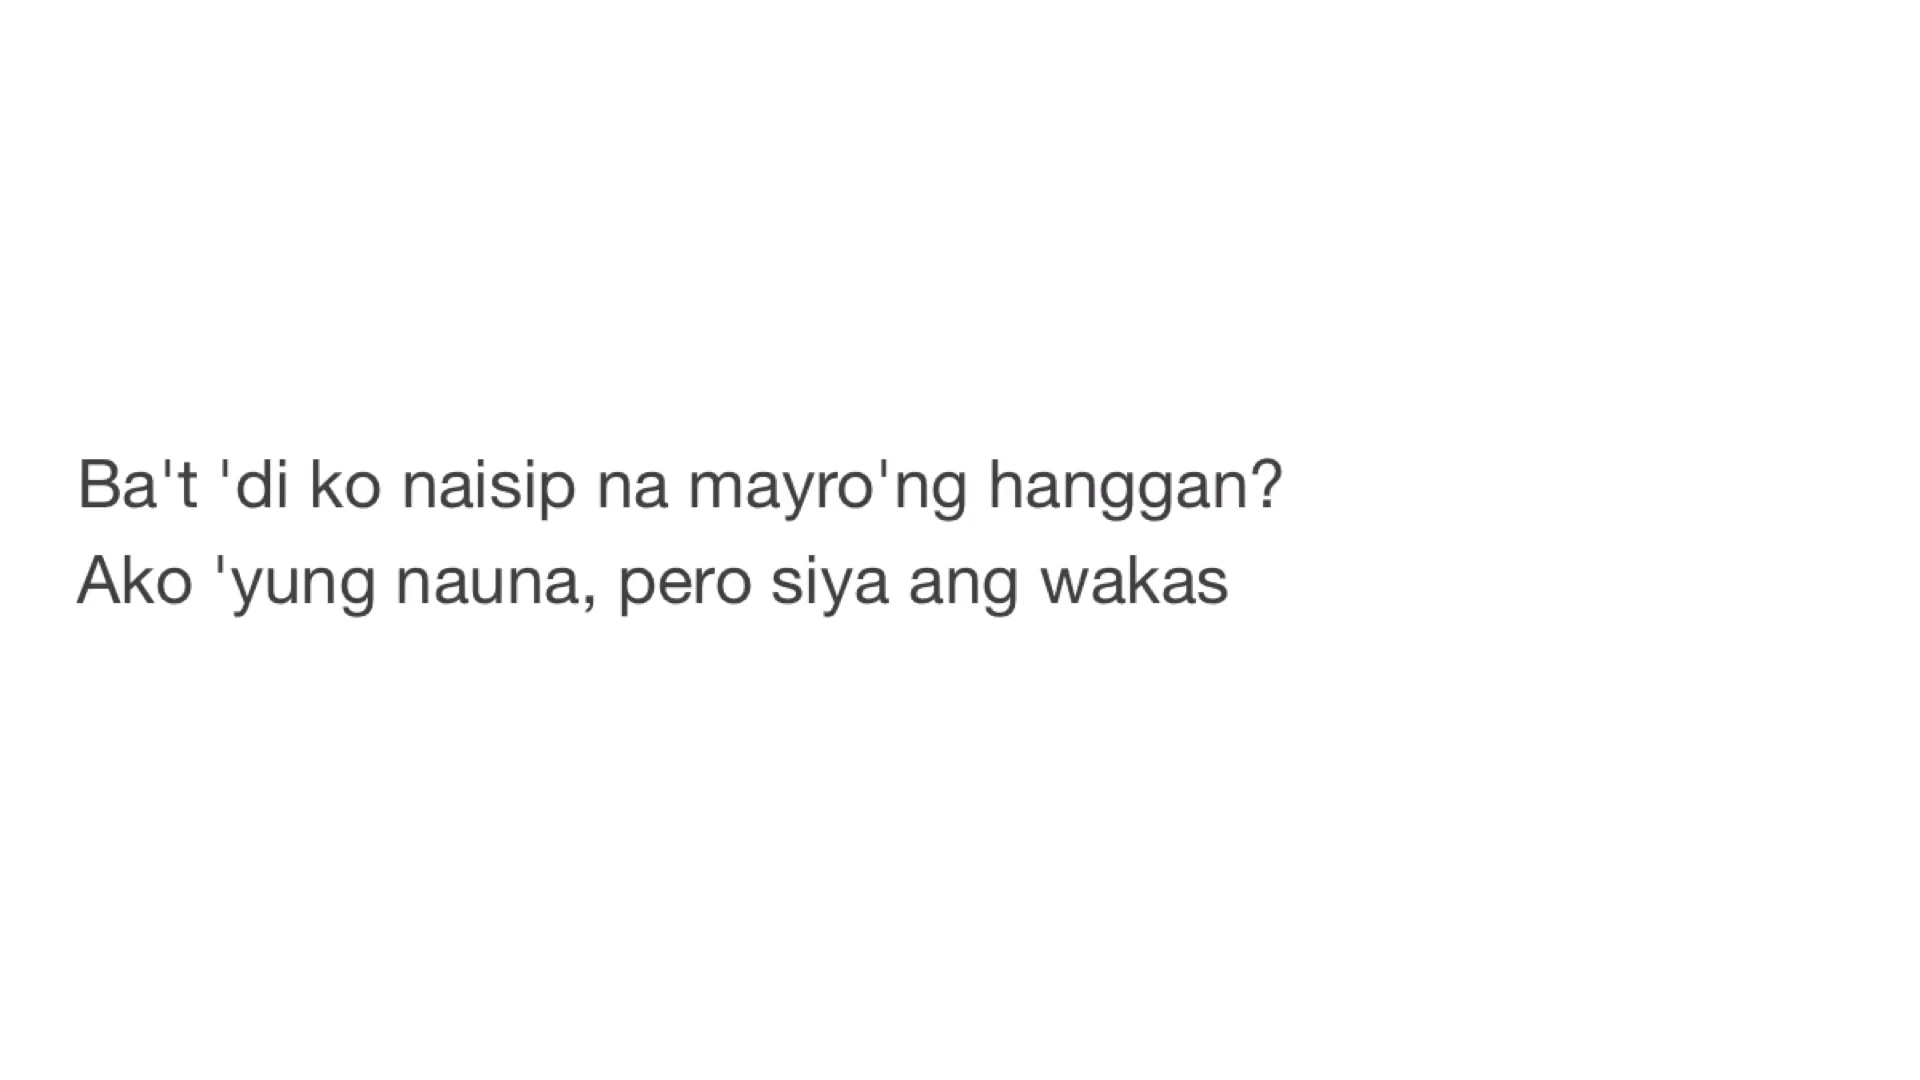 Ba't 'di ko naisip na mayro'ng hanggan?
Ako 'yung nauna, pero siya ang wakas